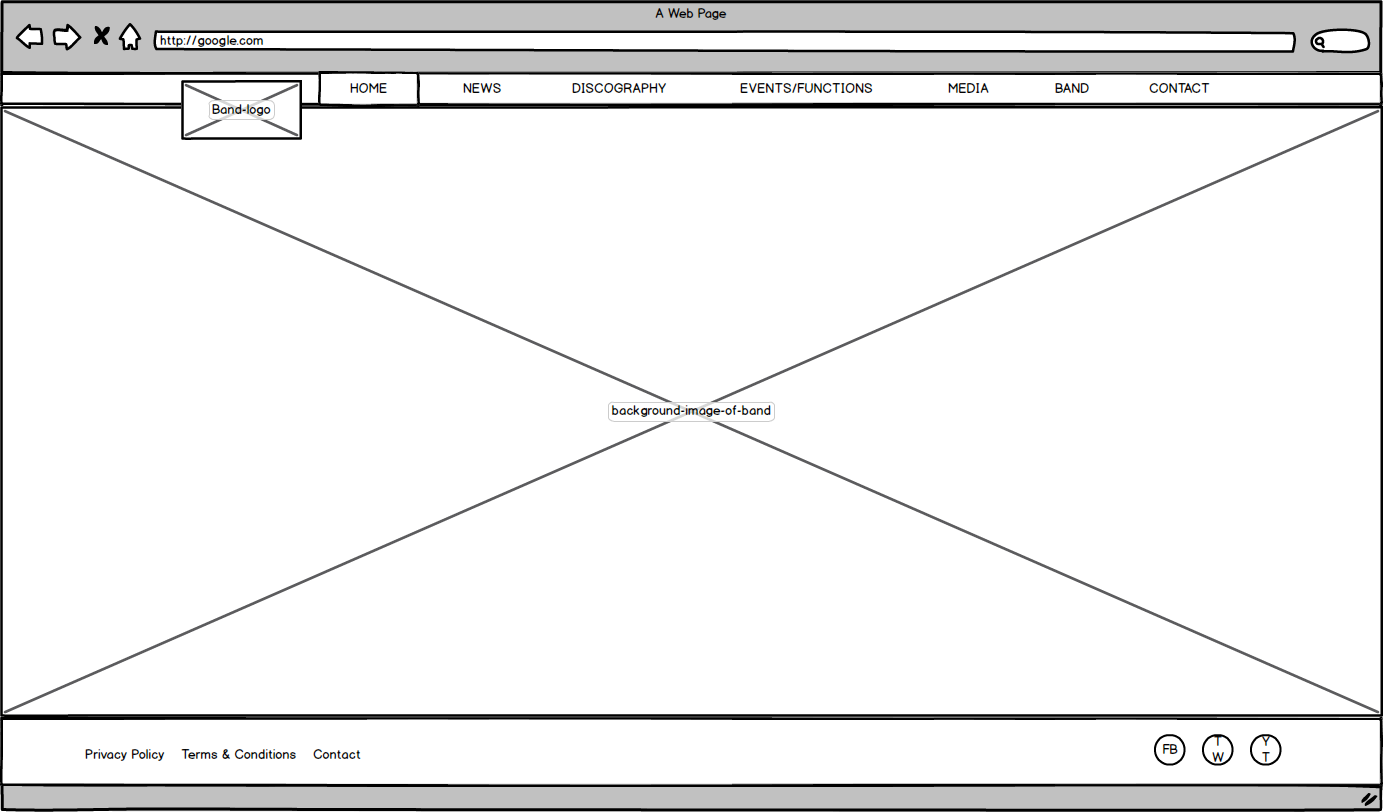 A Web Page
http://google.com
Band-logo
HOME NEWS DISCOGRAPHY EVENTS/FUNCTIONS MEDIA BAND CONTACT
background-image-of-band
Privacy Policy Terms & Conditions Contact
FB
T
W
Y
T